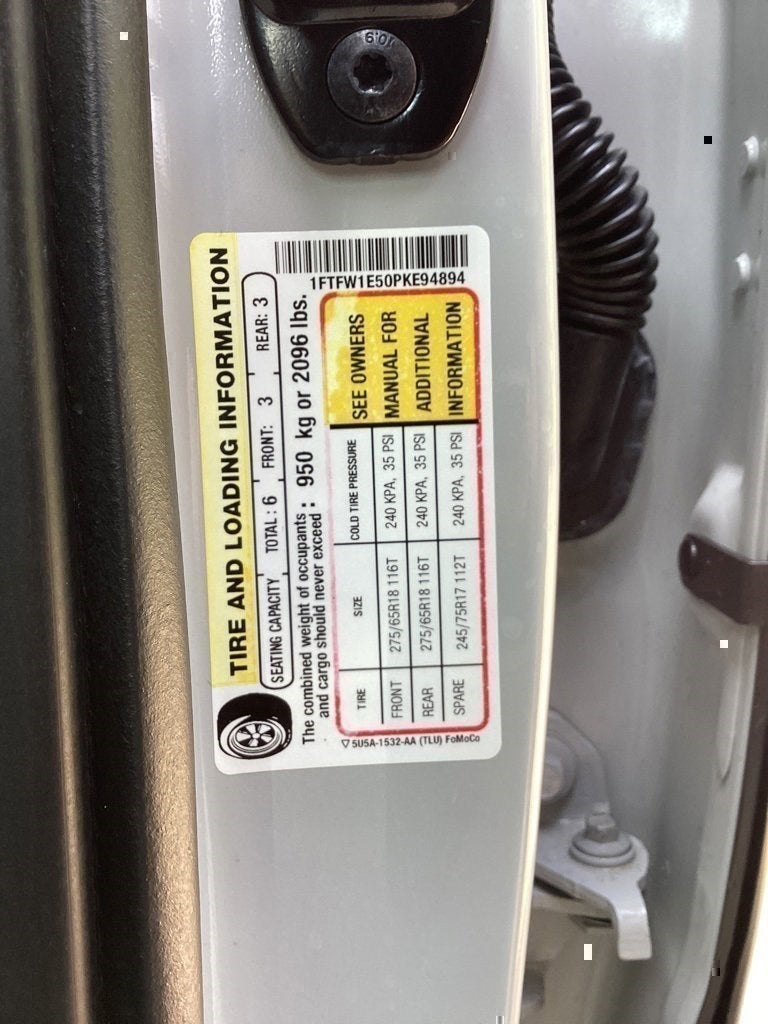 10.9
1FTFW1E50PKE94894
TIRE AND LOADING INFORMATION
SEATING CAPACITY TOTAL : 6 FRONT: 3 REAR: 3
The combined weight of occupants
and cargo should never exceed : 950 kg or 2096 lbs.
TIRE SIZE COLD TIRE PRESSURE
FRONT 275/65R18 116T 240 KPA, 35 PSI
REAR 275/65R18 116T 240 KPA, 35 PSI
SPARE 245/75R17 112T 240 KPA, 35 PSI
SEE OWNERS
MANUAL FOR
ADDITIONAL
INFORMATION
5U5A-1532-AA (TLU) FoMoCo